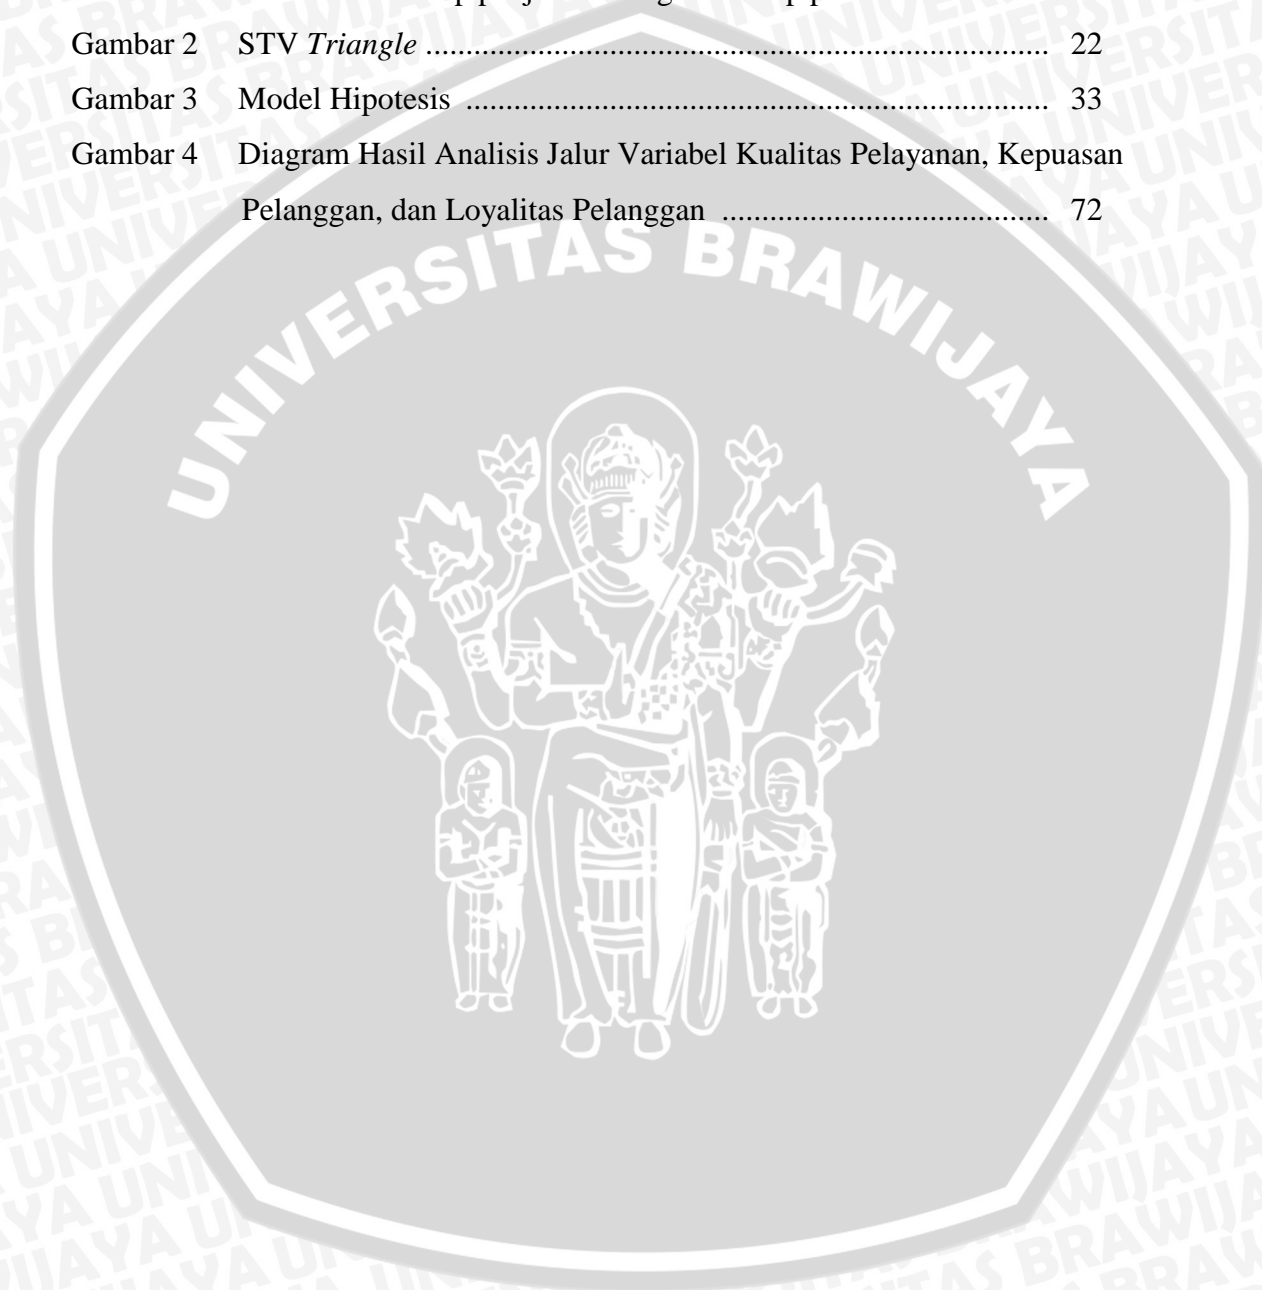 Gambar 2 STV Triangle ............................................................................. 22
Gambar 3 Model Hipotesis ........................................................................ 33
Gambar 4 Diagram Hasil Analisis Jalur Variabel Kualitas Pelayanan, Kepuasan
Pelanggan, dan Loyalitas Pelanggan ........................................ 72
UNIVERSITAS BRAWIJAYA